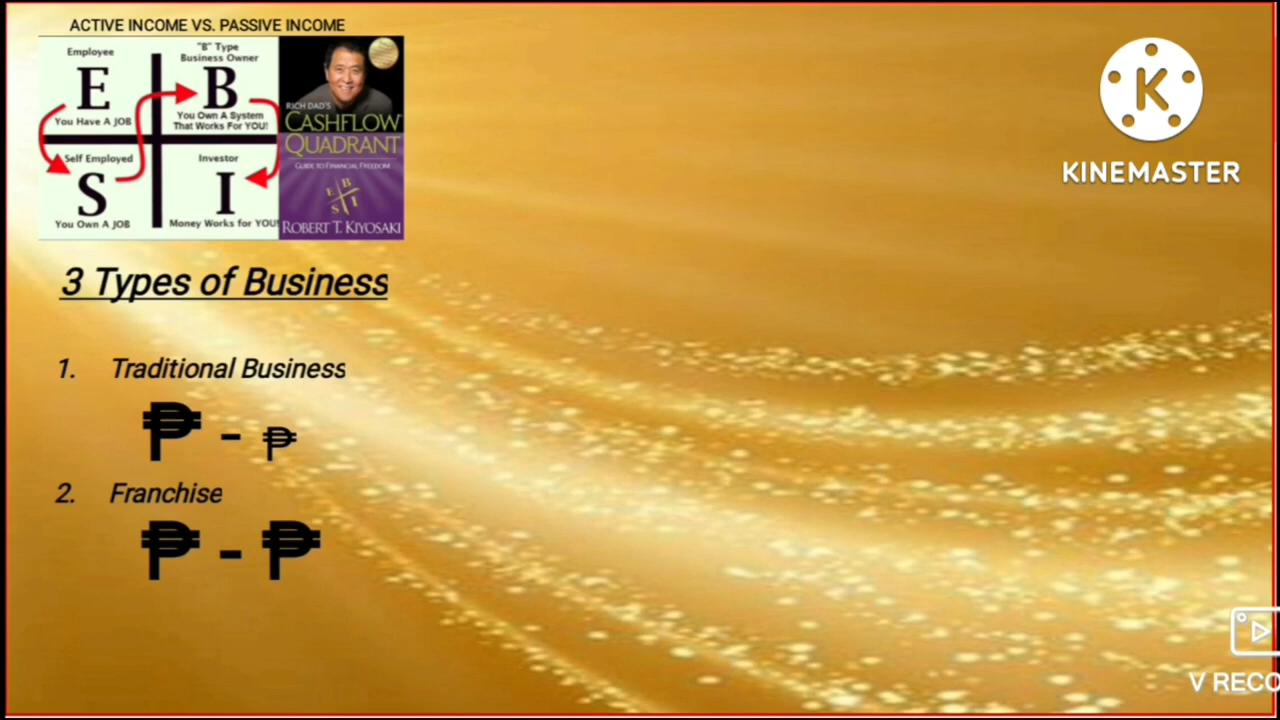 ACTIVE INCOME VS. PASSIVE INCOME
Employee
E
You Have A JOB
"B" Type
Business Owner
B
You Own A System
That Works For YOU!
Self Employed
S
You Own A JOB
Investor
I
Money Works for YOU!
RICH DAD'S
CASHFLOW
QUADRANT
GUIDE TO FINANCIAL FREEDOM
E B
S I
ROBERT T. KIYOSAKI
3 Types of Business
1. Traditional Business
₱ - ₱
2. Franchise
₱ - ₱
K
KINEMASTER
V RECO